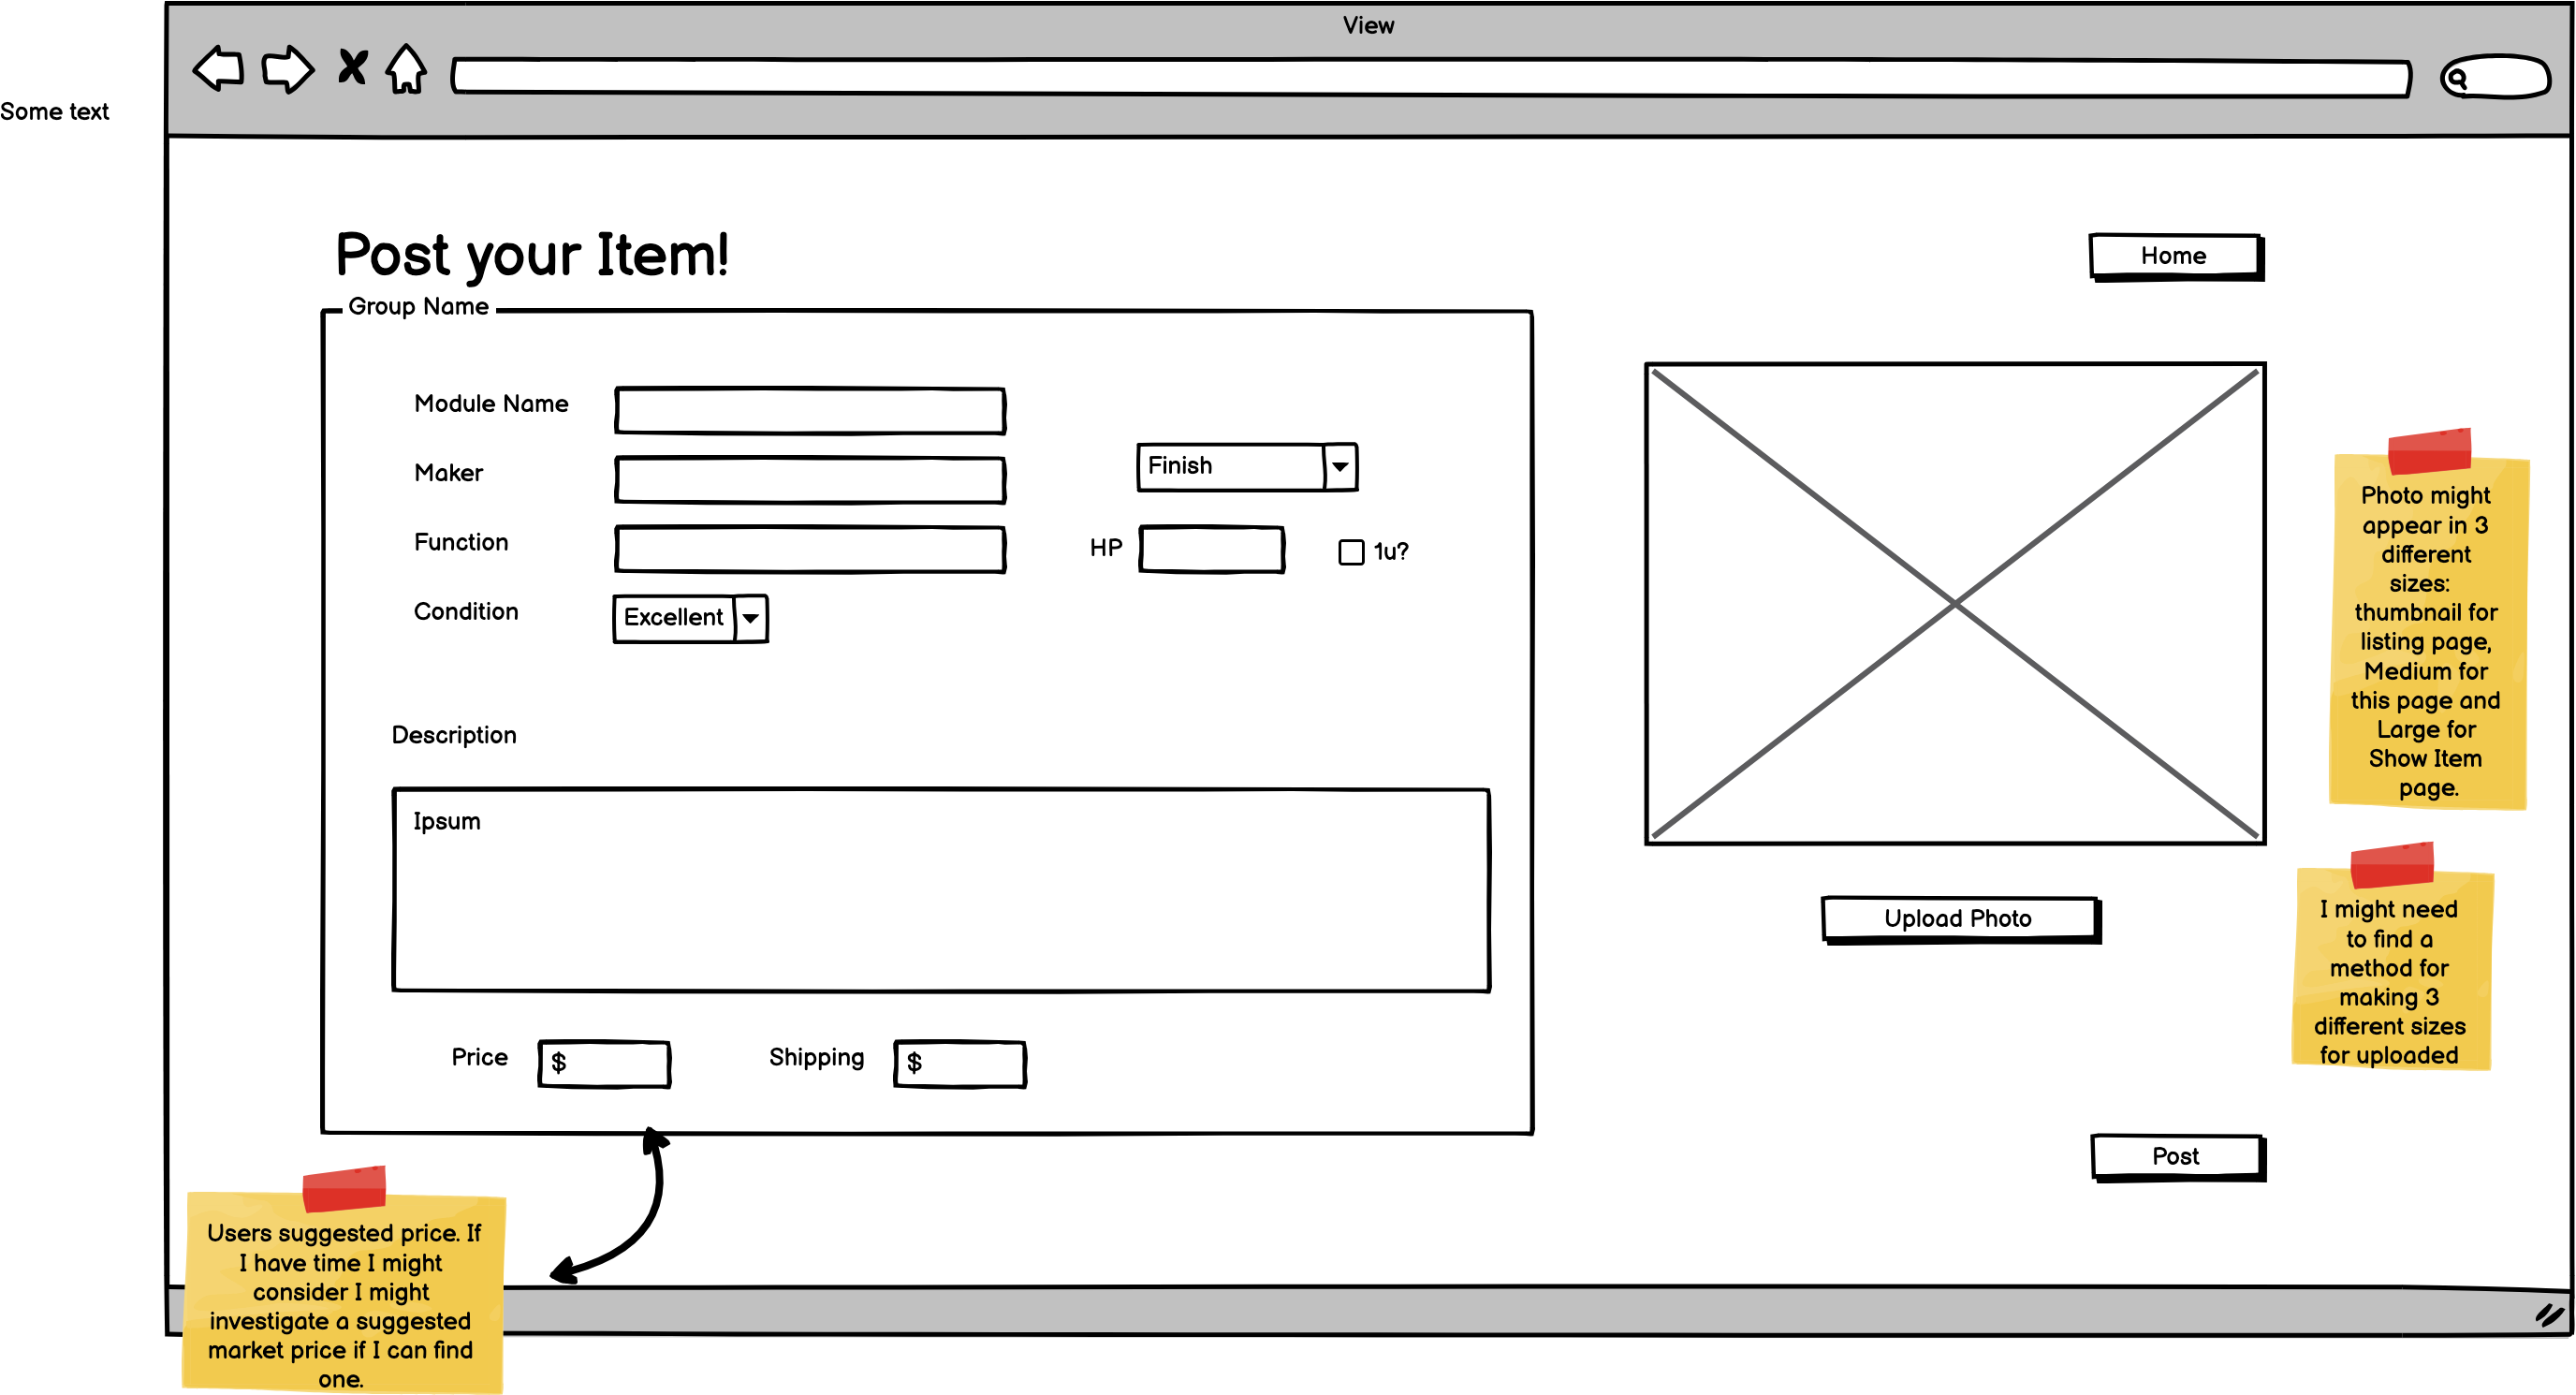 View
Some text
Post your Item!
Home
Group Name
Module Name
Maker
Finish
Function
HP
1u?
Condition
Excellent
Description
Ipsum
Price
$
Shipping
$
Upload Photo
Post
Photo might
appear in 3
different
sizes:
thumbnail for
listing page,
Medium for
this page and
Large for
Show Item
page.
I might need
to find a
method for
making 3
different sizes
for uploaded
Users suggested price. If
I have time I might
consider I might
investigate a suggested
market price if I can find
one.